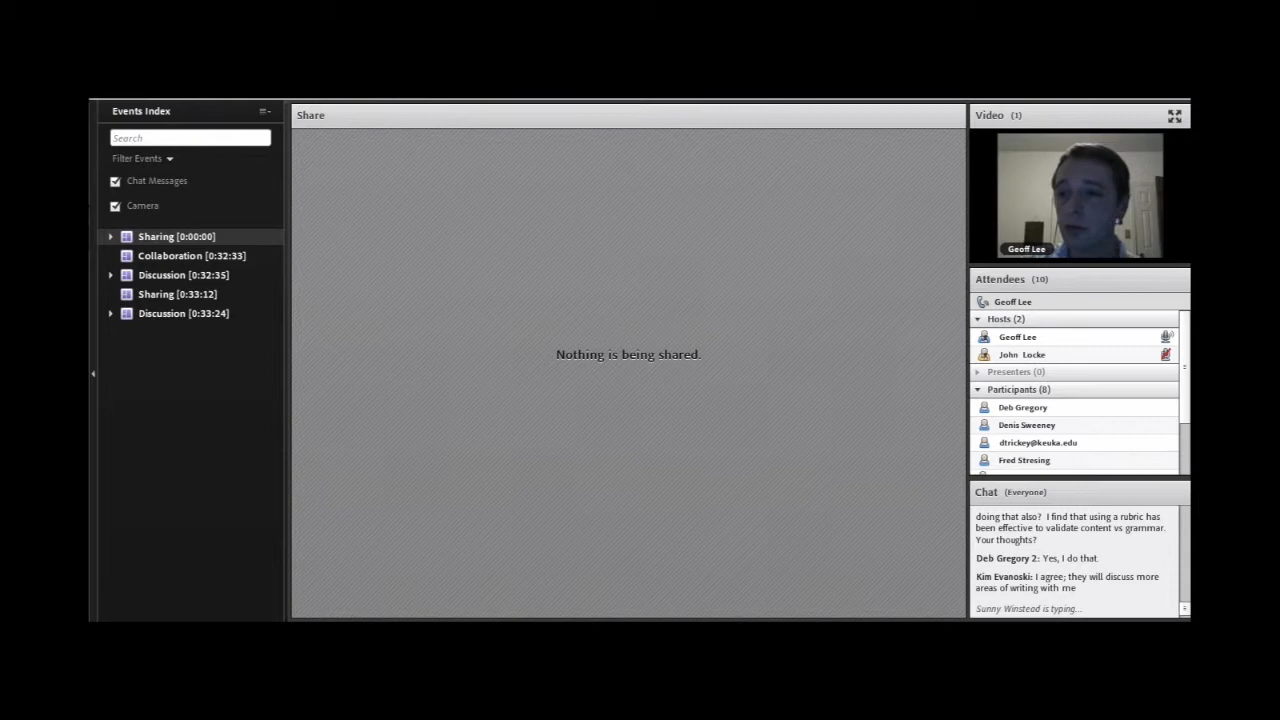 Events Index
Search
Filter Events
Chat Messages
Camera
Sharing [0:00:00]
Collaboration [0:32:33]
Discussion [0:32:35]
Sharing [0:33:12]
Discussion [0:33:24]
Share
Nothing is being shared.
Video (1)
Geoff Lee
Attendees (10)
Geoff Lee
Hosts (2)
Geoff Lee
John Locke
Presenters (0)
Participants (8)
Deb Gregory
Denis Sweeney
dtrickey@keuka.edu
Fred Stresing
Chat (Everyone)
doing that also? I find that using a rubric has
been effective to validate content vs grammar.
Your thoughts?
Deb Gregory 2: Yes, I do that.
Kim Evanoski: I agree; they will discuss more
areas of writing with me
Sunny Winstead is typing...